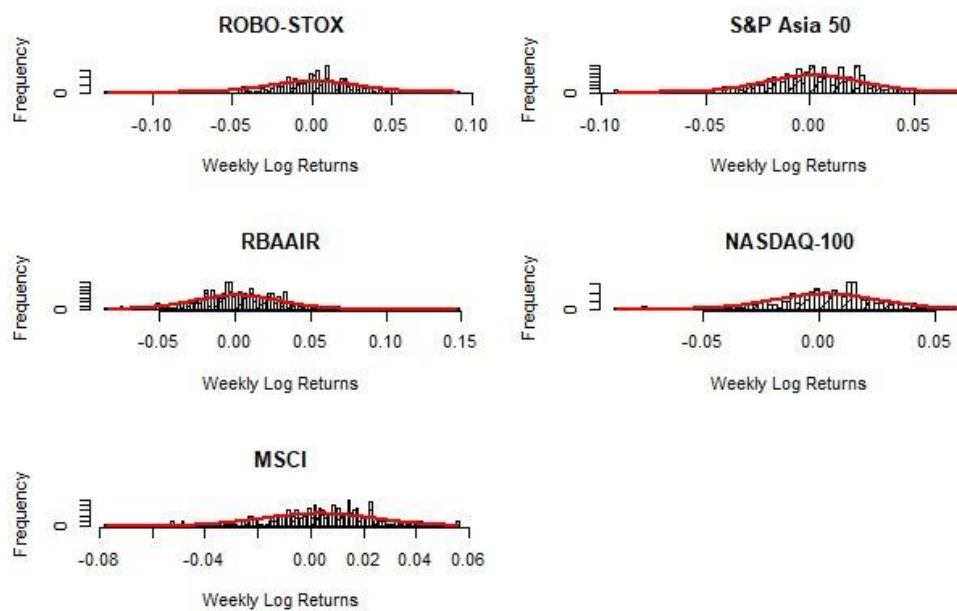 ROBO-STOX
Frequency
0
-0.10 -0.05 0.00 0.05 0.10
Weekly Log Returns
S&P Asia 50
Frequency
0
-0.10 -0.05 0.00 0.05
Weekly Log Returns
RBAAIR
Frequency
0
-0.05 0.00 0.05 0.10 0.15
Weekly Log Returns
NASDAQ-100
Frequency
0
-0.05 0.00 0.05
Weekly Log Returns
MSCI
Frequency
0
-0.08 -0.04 0.00 0.02 0.04 0.06
Weekly Log Returns